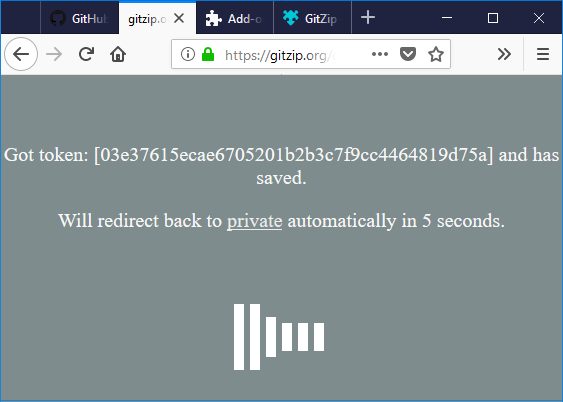 GitHub
gitzip.o
Add-o
GitZip
https://gitzip.org/
Got token: [03e37615ecae6705201b2b3c7f9cc4464819d75a] and has
saved.
Will redirect back to private automatically in 5 seconds.